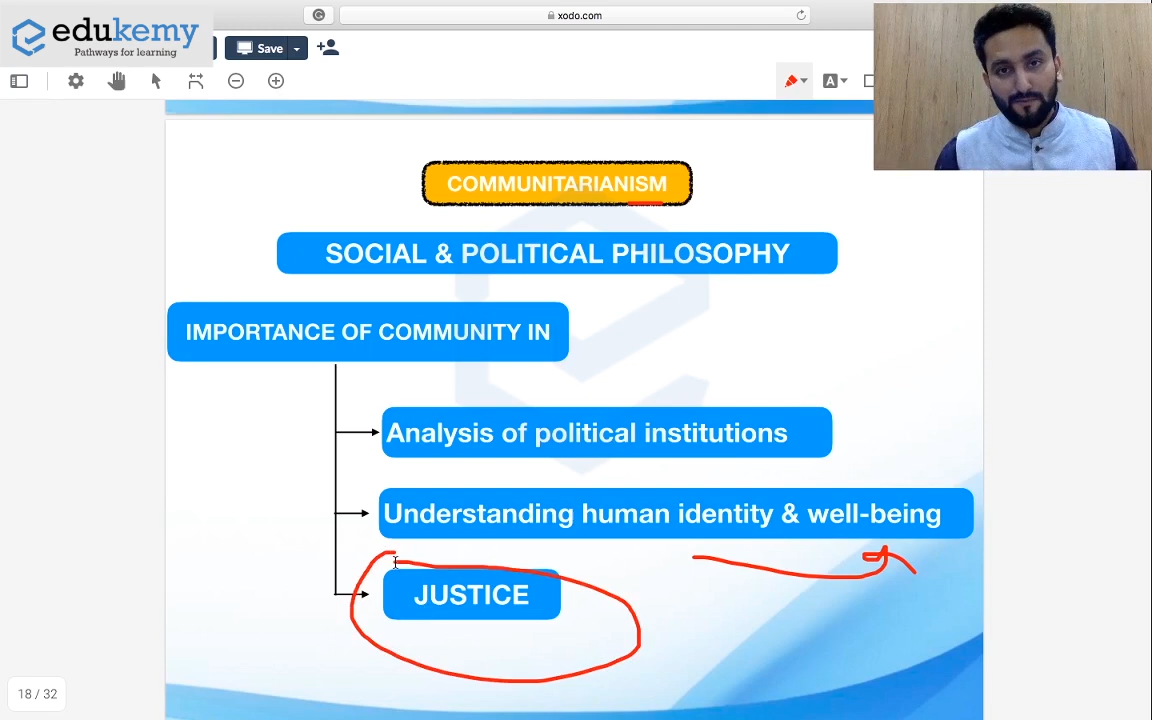 xodo.com
edukemy
Pathways for learning
Save
A
COMMUNITARIANISM
SOCIAL & POLITICAL PHILOSOPHY
IMPORTANCE OF COMMUNITY IN
Analysis of political institutions
Understanding human identity & well-being
JUSTICE
18 / 32